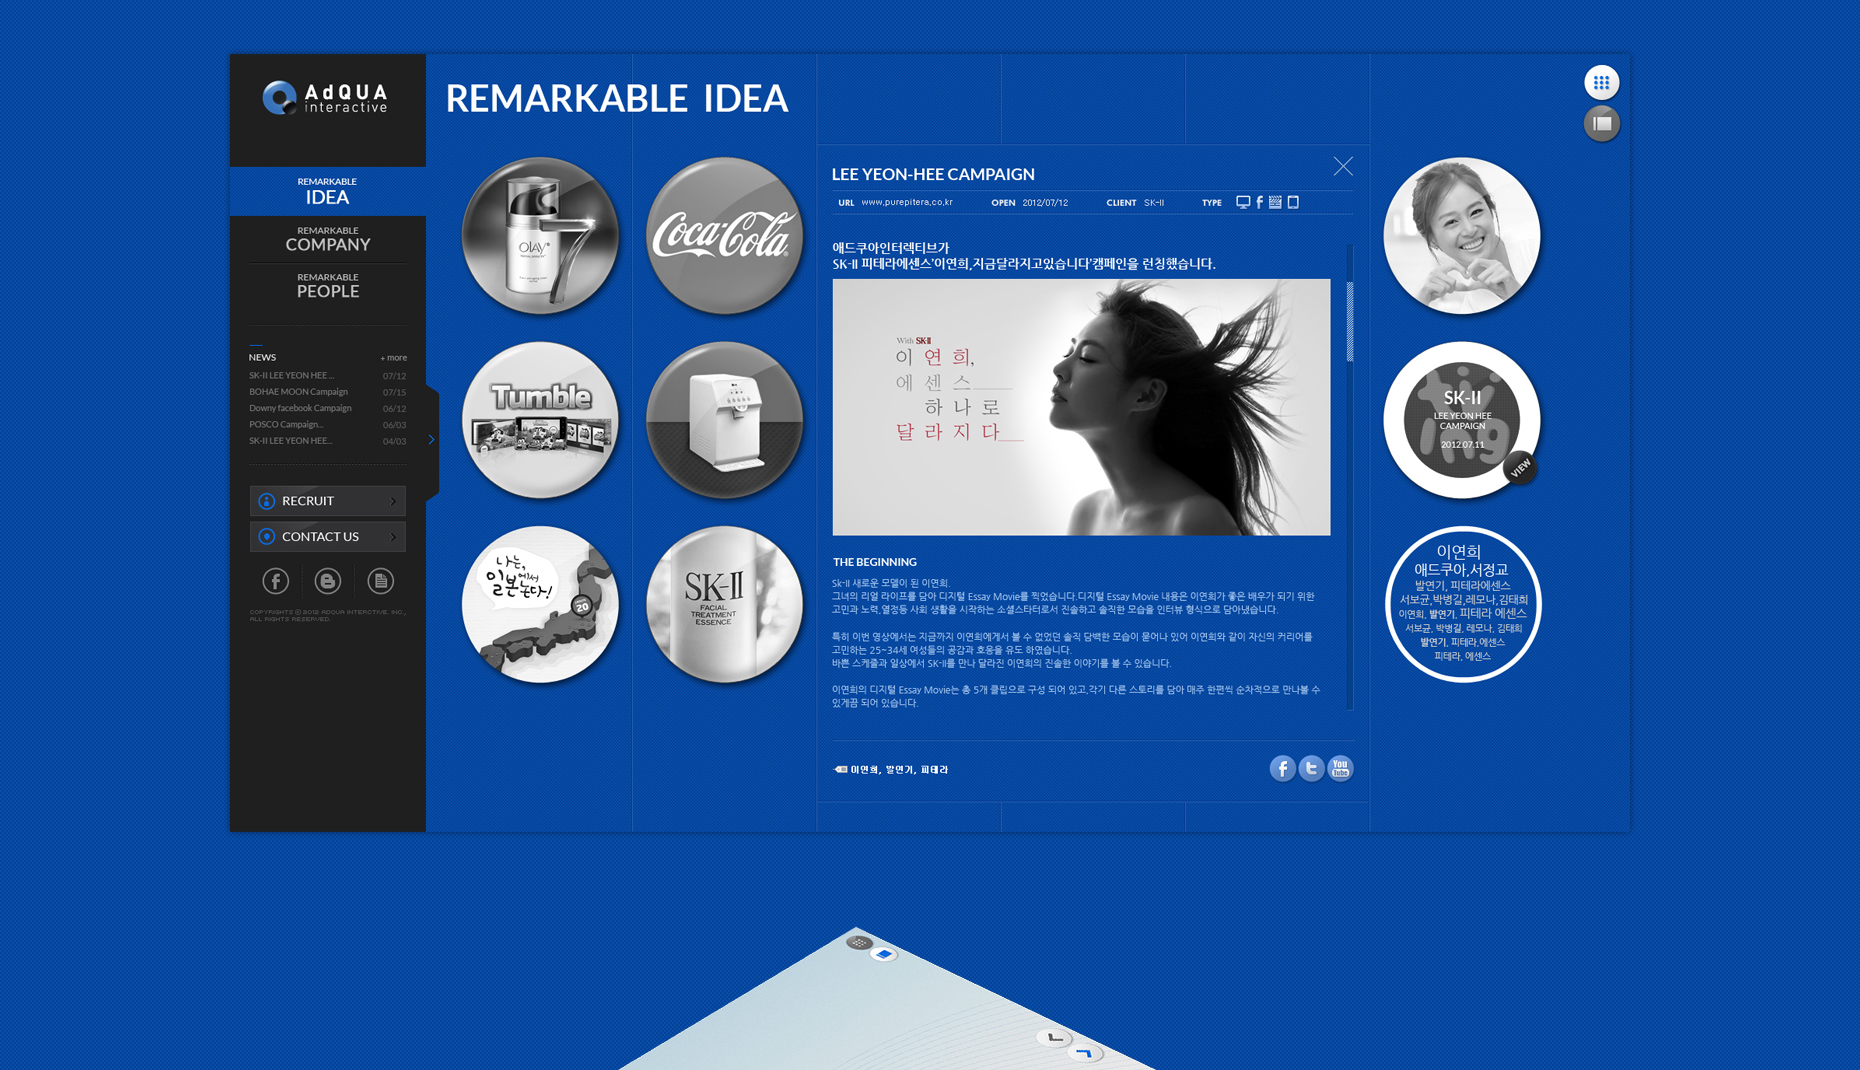 AdQUA
interactive
REMARKABLE IDEA
REMARKABLE
IDEA
REMARKABLE
COMPANY
REMARKABLE
PEOPLE
NEWS + more
SK-II LEE YEON HEE ... 07/12
BOHAE MOON Campaign 07/15
Downy facebook Campaign 06/12
POSCO Campaign... 06/03
SK-II LEE YEON HEE... 04/03
RECRUIT
CONTACT US
COPYRIGHTS ⓒ 2012 ADQUA INTERACTIVE. INC.,
ALL RIGHTS RESERVED.
OLAY
7
Coca-Cola
Tumble
나는,
일본에서
논다!
20
SK-II
FACIAL
TREATMENT
ESSENCE
LEE YEON-HEE CAMPAIGN
URL www.purepitera.co.kr OPEN 2012/07/12 CLIENT SK-II TYPE
애드쿠아인터렉티브가
SK-II 피테라에센스'이연희,지금달라지고있습니다'캠페인을 런칭했습니다.
With SK-II
이 연 희,
에 센 스
하 나 로
달 라 지 다
THE BEGINNING
Sk-II 새로운 모델이 된 이연희.
그녀의 리얼 라이프를 담아 디지털 Essay Movie를 찍었습니다.디지털 Essay Movie 내용은 이연희가 좋은 배우가 되기 위한
고민과 노력,열정등 사회 생활을 시작하는 소셜스타터로서 진솔하고 솔직한 모습을 인터뷰 형식으로 담아냈습니다.
특히 이번 영상에서는 지금까지 이연희에게서 볼 수 없었던 솔직 담백한 모습이 묻어나 있어 이연희와 같이 자신의 커리어를
고민하는 25~34세 여성들의 공감과 호응을 유도 하였습니다.
바쁜 스케줄과 일상에서 SK-II를 만나 달라진 이연희의 진솔한 이야기를 볼 수 있습니다.
이연희의 디지털 Essay Movie는 총 5개 클립으로 구성 되어 있고,각기 다른 스토리를 담아 매주 한편씩 순차적으로 만나볼 수
있게끔 되어 있습니다.
이연희, 발연기, 피테라
You
Tube
SK-II
LEE YEON HEE
CAMPAIGN
2012.07.11
VIEW
이연희
애드쿠아,서정교
발연기, 피테라에센스
서보균,박병길,레모나,김태희
이연희, 발연기, 피테라 에센스
서보균, 박병길, 레모나, 김태희
발연기, 피테라,에센스
피테라, 에센스